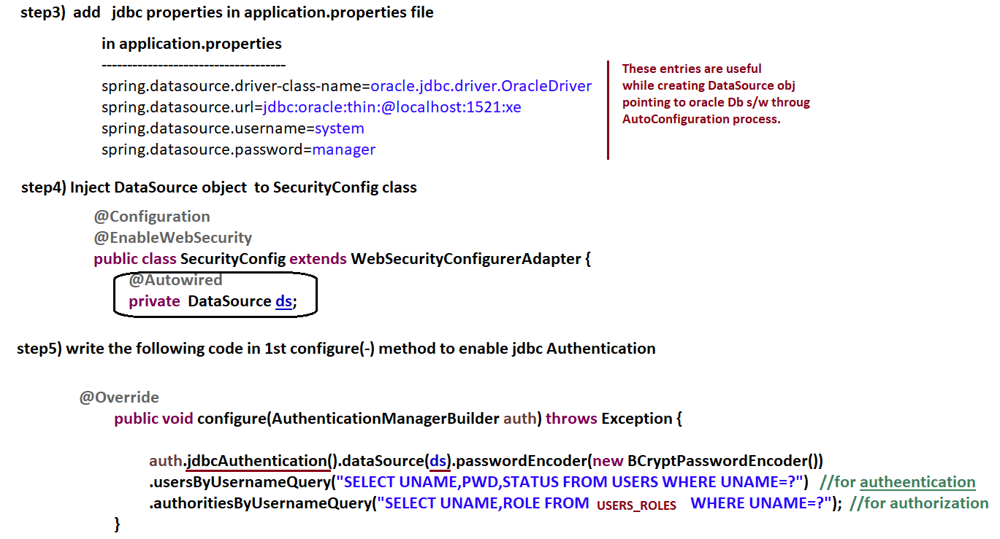 step3) add jdbc properties in application.properties file
in application.properties
------------------------------------
spring.datasource.driver-class-name=oracle.jdbc.driver.OracleDriver
spring.datasource.url=jdbc:oracle:thin:@localhost:1521:xe
spring.datasource.username=system
spring.datasource.password=manager
These entries are useful
while creating DataSource obj
pointing to oracle Db s/w throug
AutoConfiguration process.
step4) Inject DataSource object to SecurityConfig class
@Configuration
@EnableWebSecurity
public class SecurityConfig extends WebSecurityConfigurerAdapter {
@Autowired
private DataSource ds;
step5) write the following code in 1st configure(-) method to enable jdbc Authentication
@Override
public void configure(AuthenticationManagerBuilder auth) throws Exception {
auth.jdbcAuthentication().dataSource(ds).passwordEncoder(new BCryptPasswordEncoder())
.usersByUsernameQuery("SELECT UNAME,PWD,STATUS FROM USERS WHERE UNAME=?") //for autheentication
.authoritiesByUsernameQuery("SELECT UNAME,ROLE FROM USERS_ROLES WHERE UNAME=?"); //for authorization
}